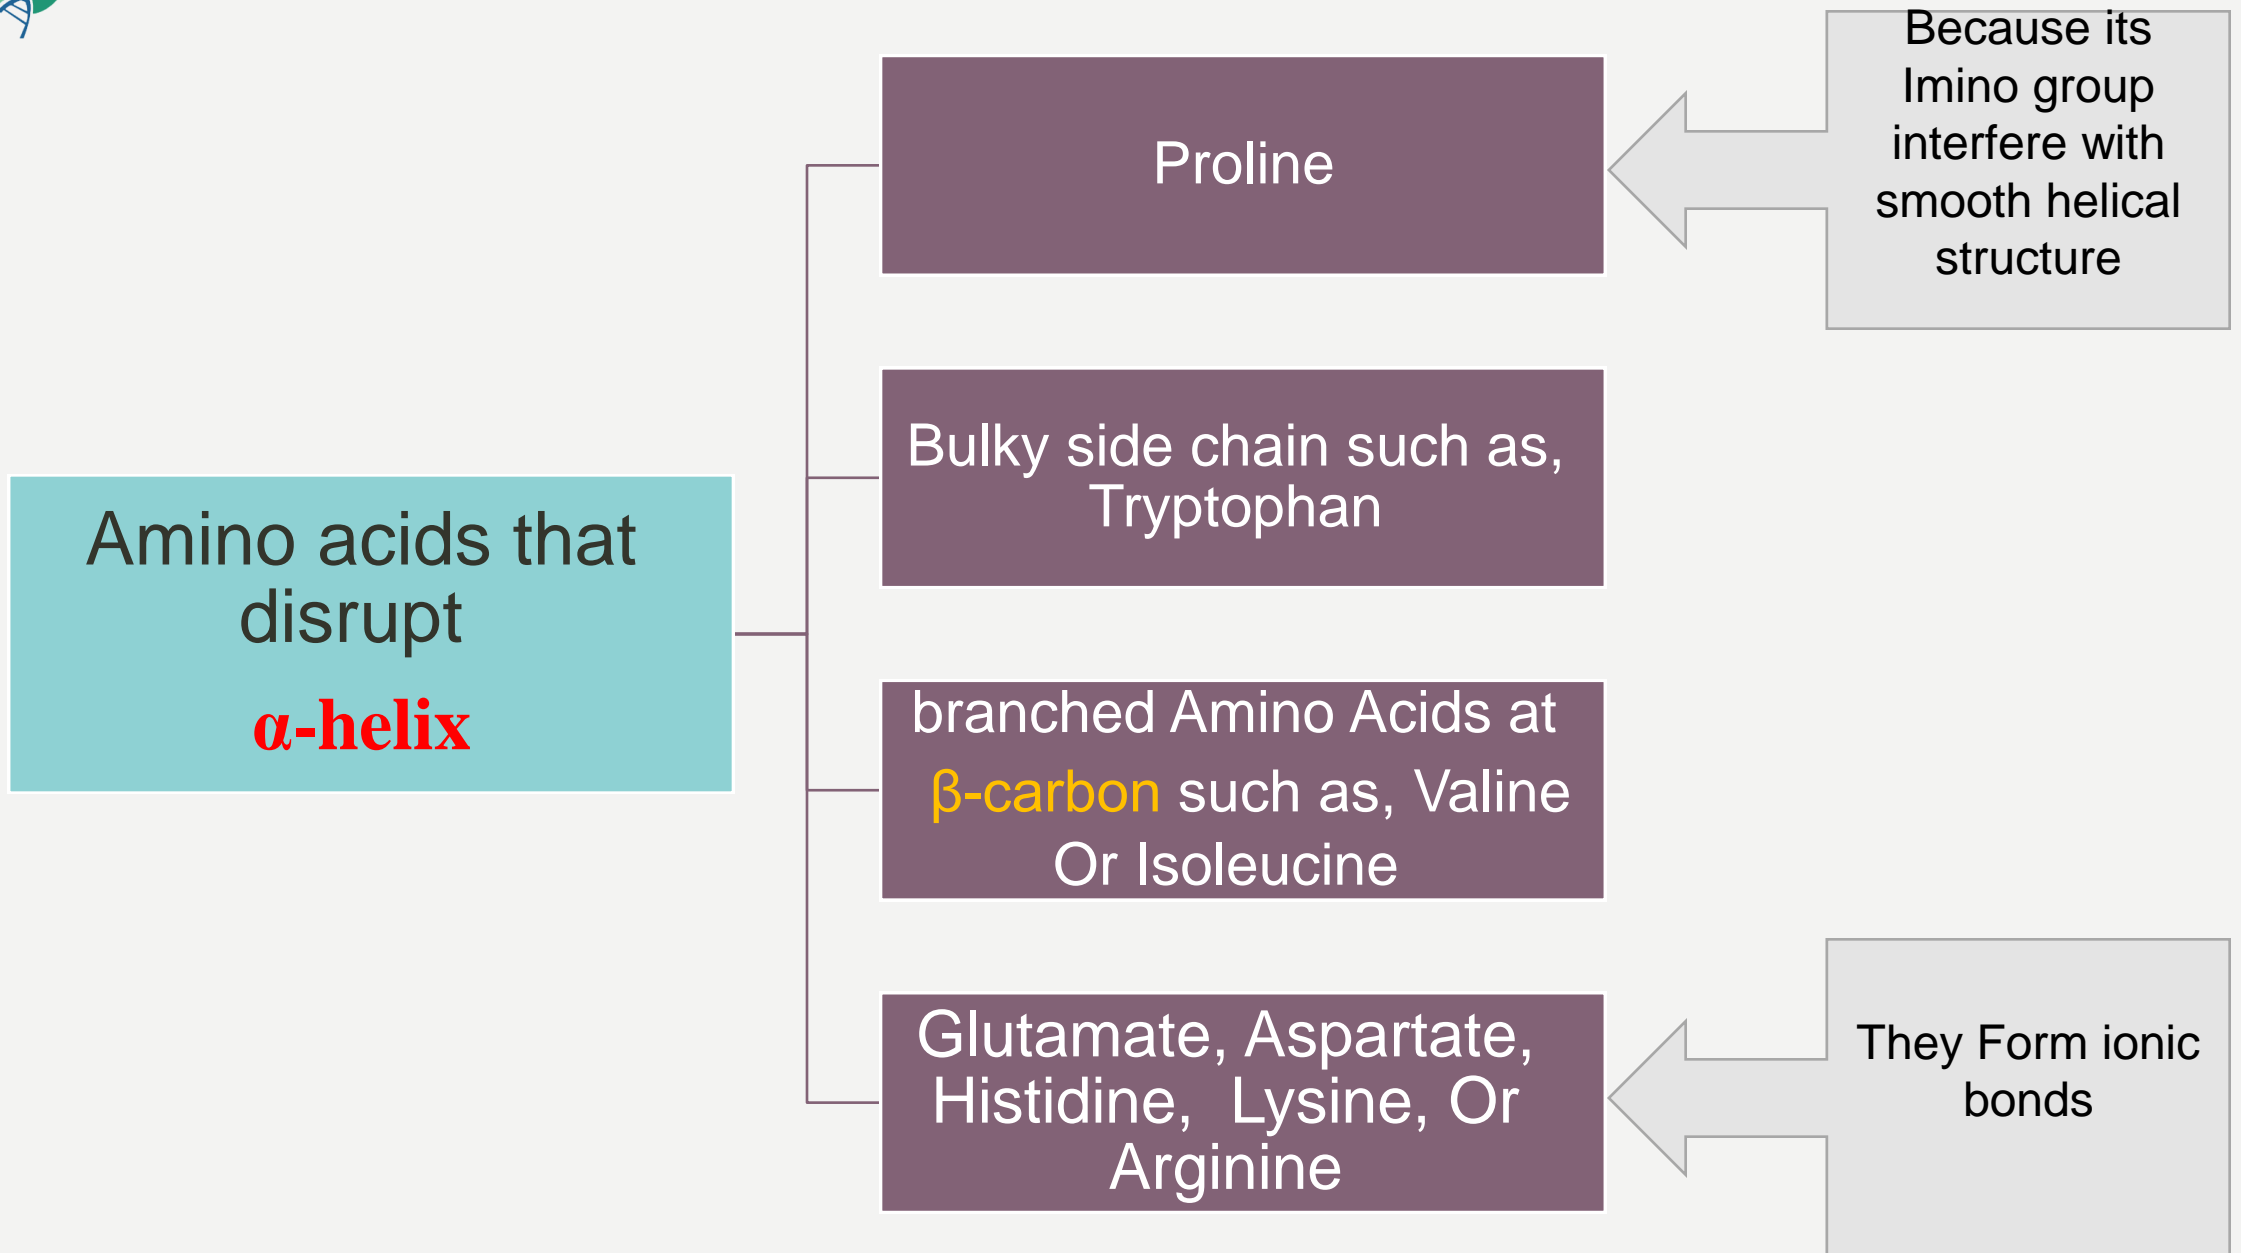 Because its
Imino group
interfere with
smooth helical
structure
Proline
Bulky side chain such as,
Tryptophan
Amino acids that
disrupt
α-helix
branched Amino Acids at
β-carbon such as, Valine
Or Isoleucine
Glutamate, Aspartate,
Histidine, Lysine, Or
Arginine
They Form ionic
bonds